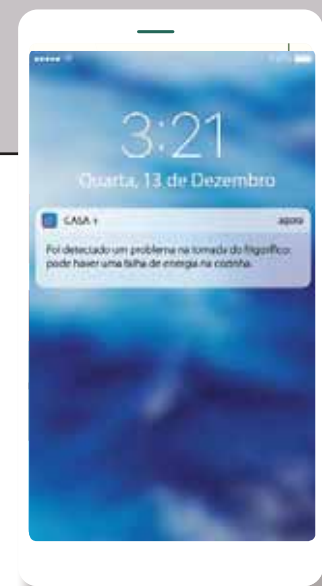 3:21
Quarta, 13 de Dezembro
CASA + agora
Foi detectado um problema na tomada do frigorífico:
pode haver uma falha de energia na cozinha.